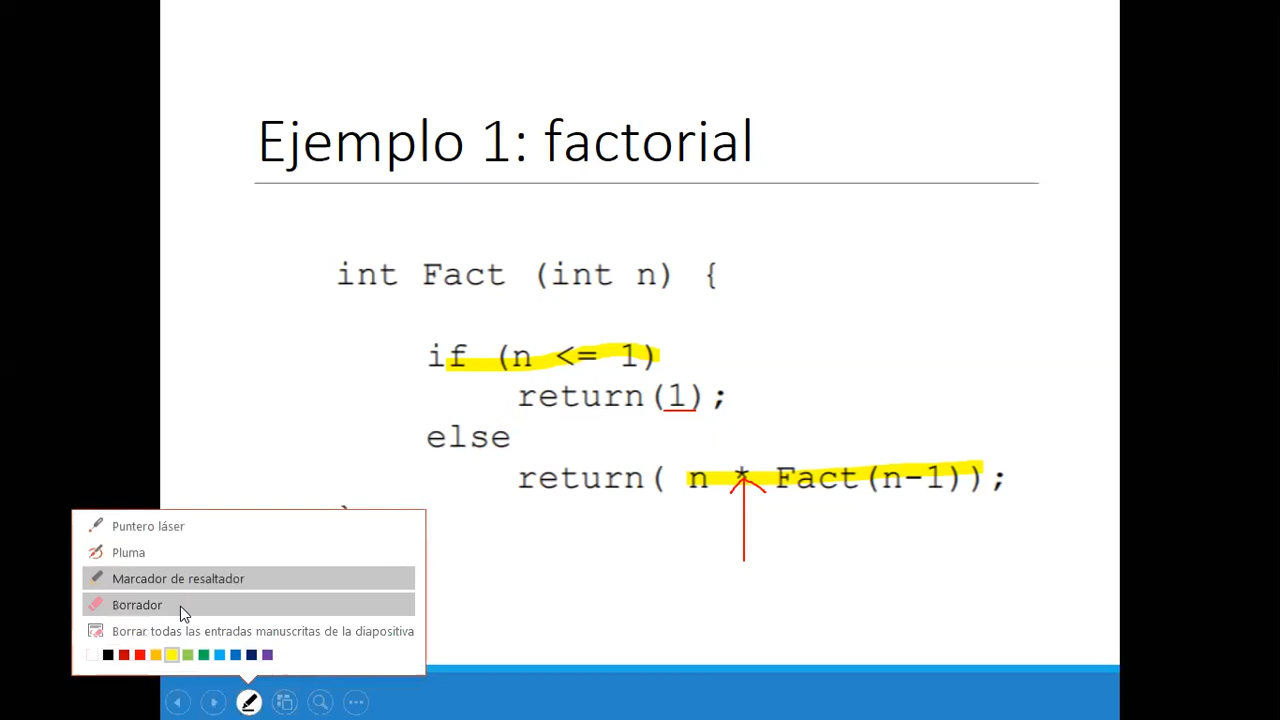 Ejemplo 1: factorial
int Fact (int n) {
if (n <= 1)
return(1);
else
return( n * Fact(n-1));
Puntero láser
Pluma
Marcador de resaltador
Borrador
Borrar todas las entradas manuscritas de la diapositiva